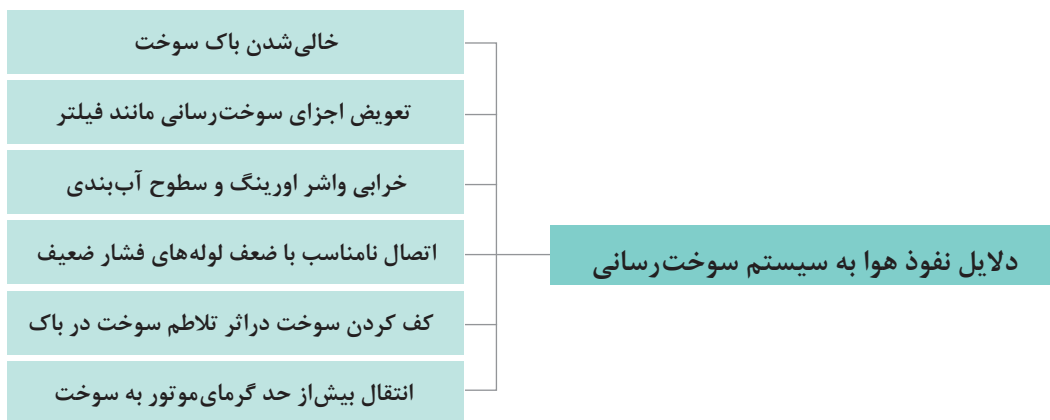 دلایل نفوذ هوا به سیستم سوخت‌رسانی
خالی‌شدن باک سوخت
تعویض اجزای سوخت‌رسانی مانند فیلتر
خرابی واشر اورینگ و سطوح آب‌بندی
اتصال نامناسب با ضعف لوله‌های فشار ضعیف
کف کردن سوخت دراثر تلاطم سوخت در باک
انتقال بیش‌از حد گرمای‌موتور به سوخت